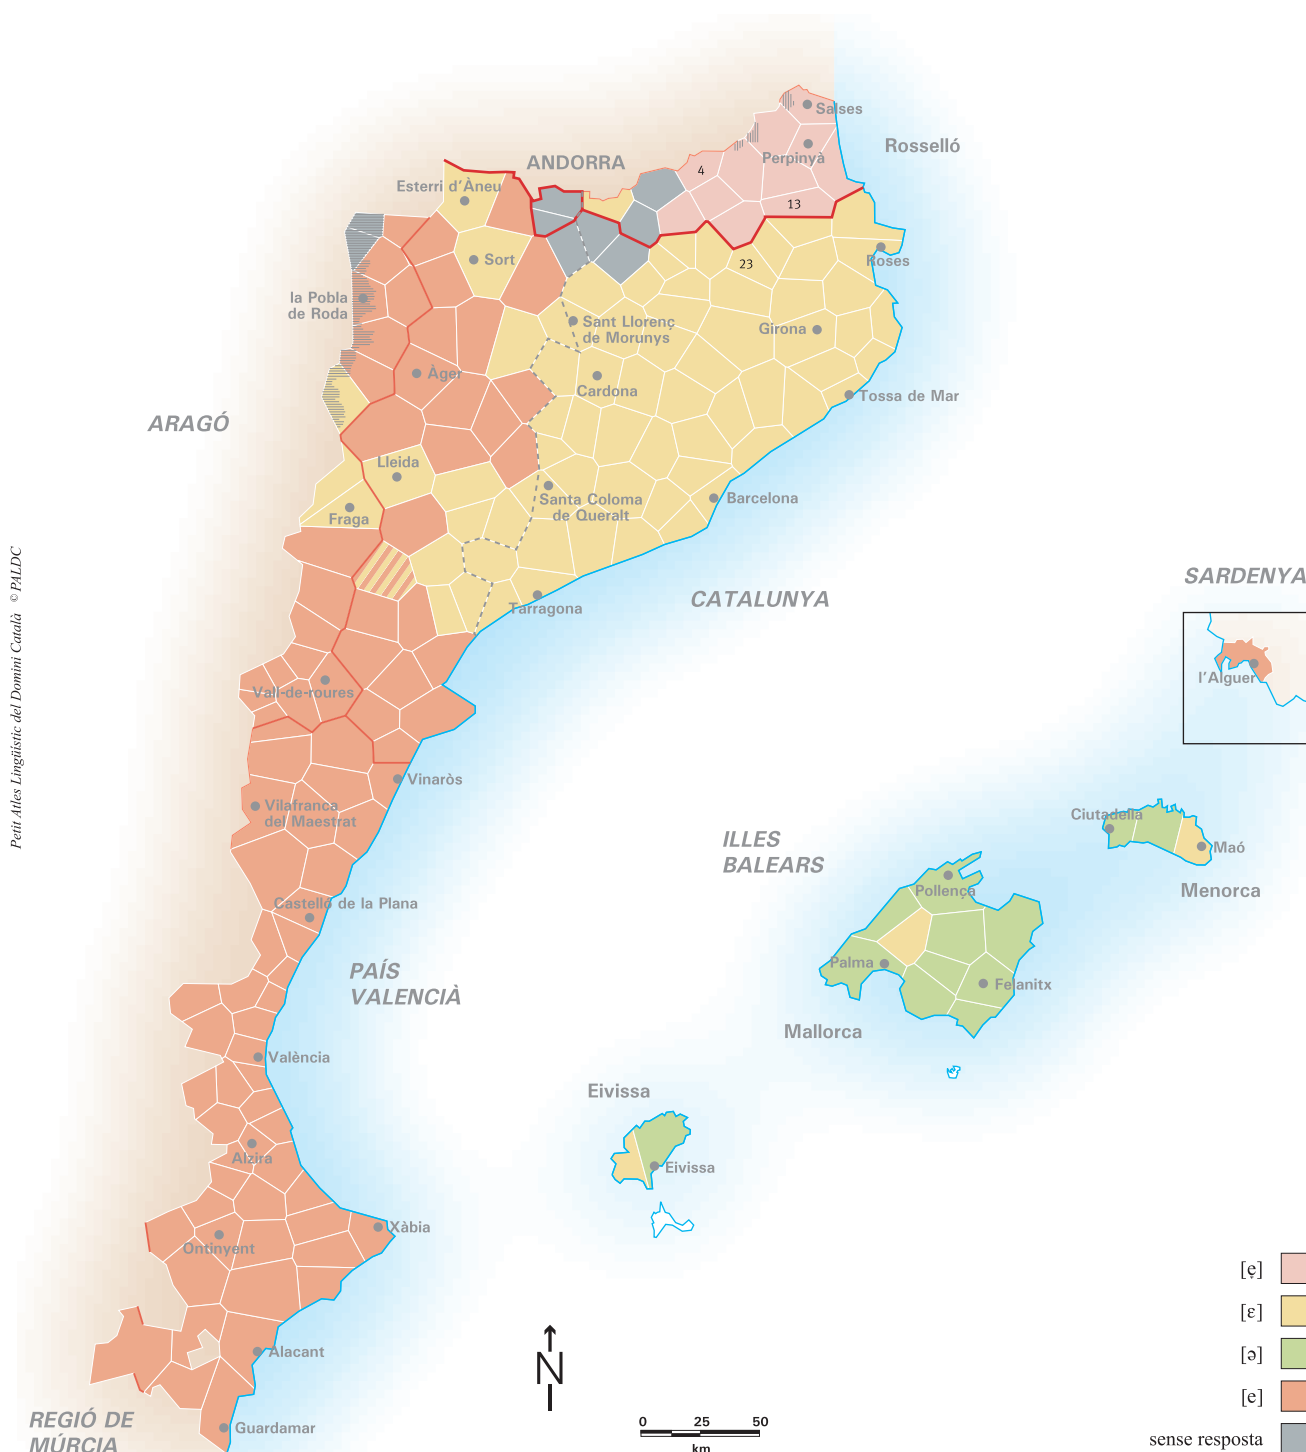 Salses
Rosselló
Perpinyà
ANDORRA
4
Esterri d'Àneu
13
Sort
23
Roses
la Pobla
de Roda
Sant Llorenç
de Morunys
Girona
Àger
Cardona
Tossa de Mar
ARAGÓ
Lleida
Santa Coloma
de Queralt
Barcelona
Fraga
Petit Atles Lingüístic del Domini Català © PALDC
CATALUNYA
Tarragona
SARDENYA
l'Alguer
Vall-de-roures
Vinaròs
Vilafranca
del Maestrat
ILLES
BALEARS
Ciutadella
Maó
Menorca
Pollença
Castelló de la Plana
PAÍS
VALENCIÀ
Palma
Felanitx
Mallorca
València
Eivissa
Alzira
Eivissa
Xàbia
Ontinyent
[ẹ]
[ɛ]
[ə]
[e]
sense resposta
Alacant
N
REGIÓ DE
MÚRCIA
Guardamar
0 25 50
km